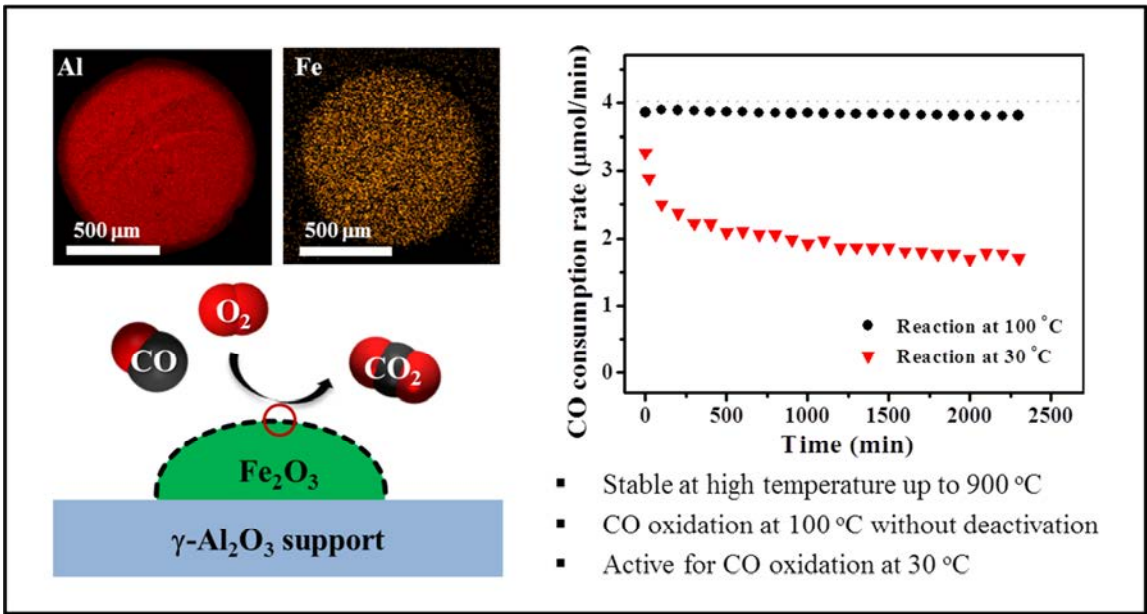 Al
Fe
500 μm
500 μm
O₂
CO
CO₂
Fe₂O₃
γ-Al₂O₃ support
CO consumption rate (μmol/min)
4
3
2
1
0
Reaction at 100 °C
Reaction at 30 °C
0 500 1000 1500 2000 2500
Time (min)
▪ Stable at high temperature up to 900 °C
▪ CO oxidation at 100 °C without deactivation
▪ Active for CO oxidation at 30 °C